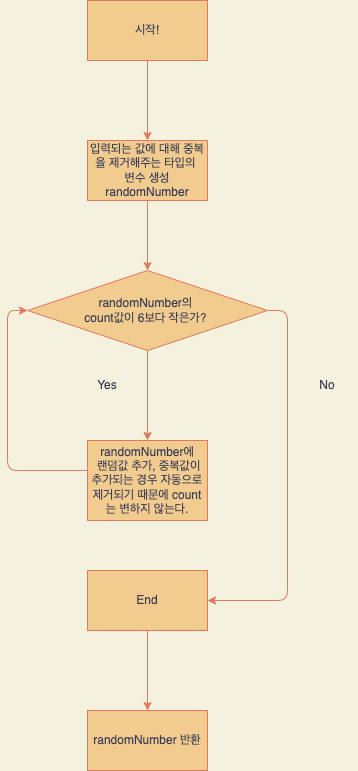 시작!
입력되는 값에 대해 중복
을 제거해주는 타입의
변수 생성
randomNumber
randomNumber의
count값이 6보다 작은가?
Yes
No
randomNumber에
랜덤값 추가, 중복값이
추가되는 경우 자동으로
제거되기 때문에 count
는 변하지 않는다.
End
randomNumber 반환